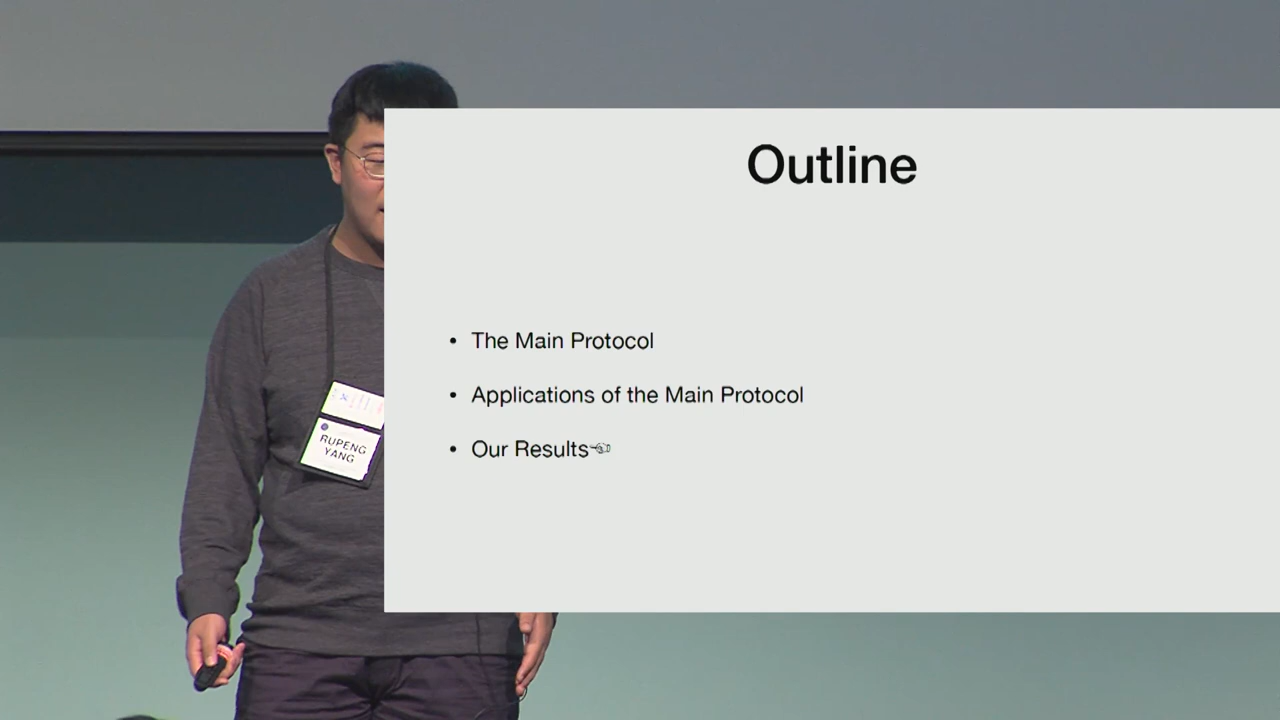 Outline
• The Main Protocol
• Applications of the Main Protocol
• Our Results☜
RUPENG
YANG